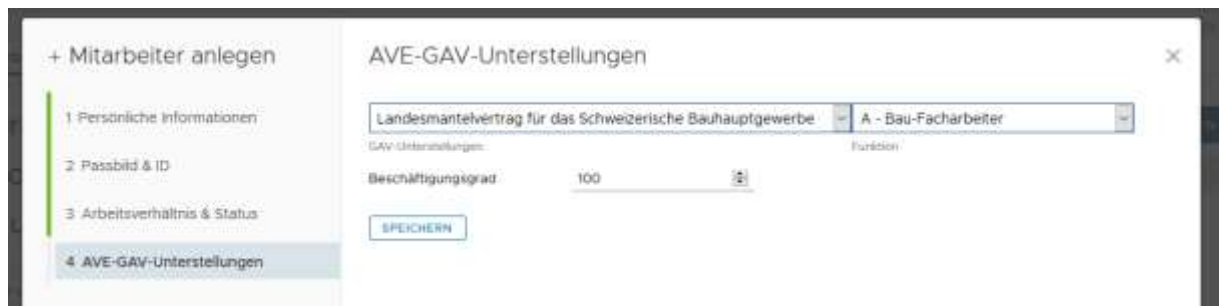 + Mitarbeiter anlegen
1 Persönliche Informationen
2 Passbild & ID
3 Arbeitsverhältnis & Status
4 AVE-GAV-Unterstellungen
AVE-GAV-Unterstellungen
Landesmantelvertrag für das Schweizerische Bauhauptgewerbe
A - Bau-Facharbeiter
GAV-Unterstellungen
Funktion
Beschäftigungsgrad
100
SPEICHERN